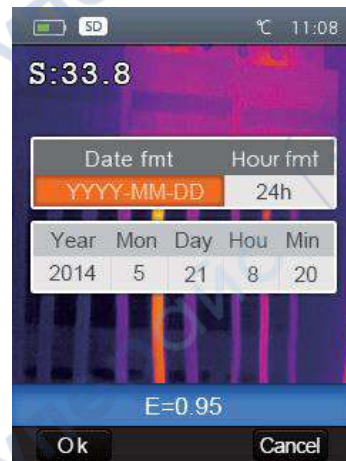 SD ℃ 11:08
S:33.8
Date fmt Hour fmt
YYYY-MM-DD 24h
Year Mon Day Hou Min
2014 5 21 8 20
E=0.95
Ok Cancel